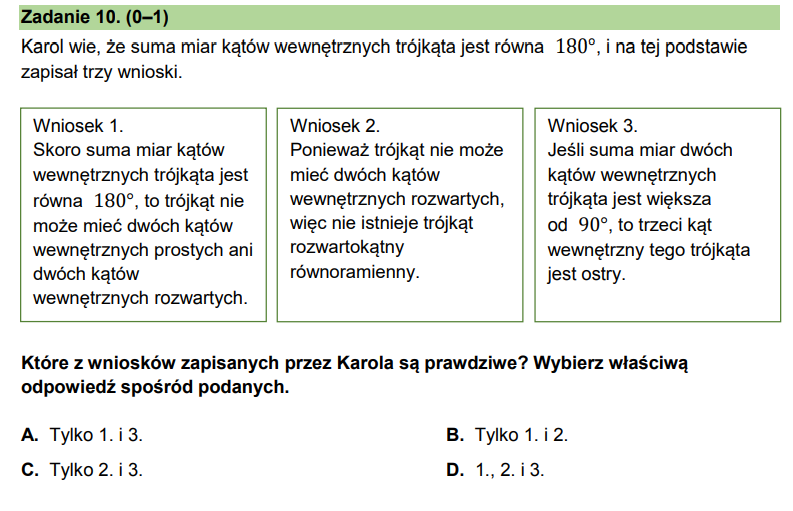 Zadanie 10. (0–1)
Karol wie, że suma miar kątów wewnętrznych trójkąta jest równa 180°, i na tej podstawie
zapisał trzy wnioski.
Wniosek 1.
Skoro suma miar kątów
wewnętrznych trójkąta jest
równa 180°, to trójkąt nie
może mieć dwóch kątów
wewnętrznych prostych ani
dwóch kątów
wewnętrznych rozwartych.
Wniosek 2.
Ponieważ trójkąt nie może
mieć dwóch kątów
wewnętrznych rozwartych,
więc nie istnieje trójkąt
rozwartokątny
równoramienny.
Wniosek 3.
Jeśli suma miar dwóch
kątów wewnętrznych
trójkąta jest większa
od 90°, to trzeci kąt
wewnętrzny tego trójkąta
jest ostry.
Które z wniosków zapisanych przez Karola są prawdziwe? Wybierz właściwą
odpowiedź spośród podanych.
A. Tylko 1. i 3.
B. Tylko 1. i 2.
C. Tylko 2. i 3.
D. 1., 2. i 3.